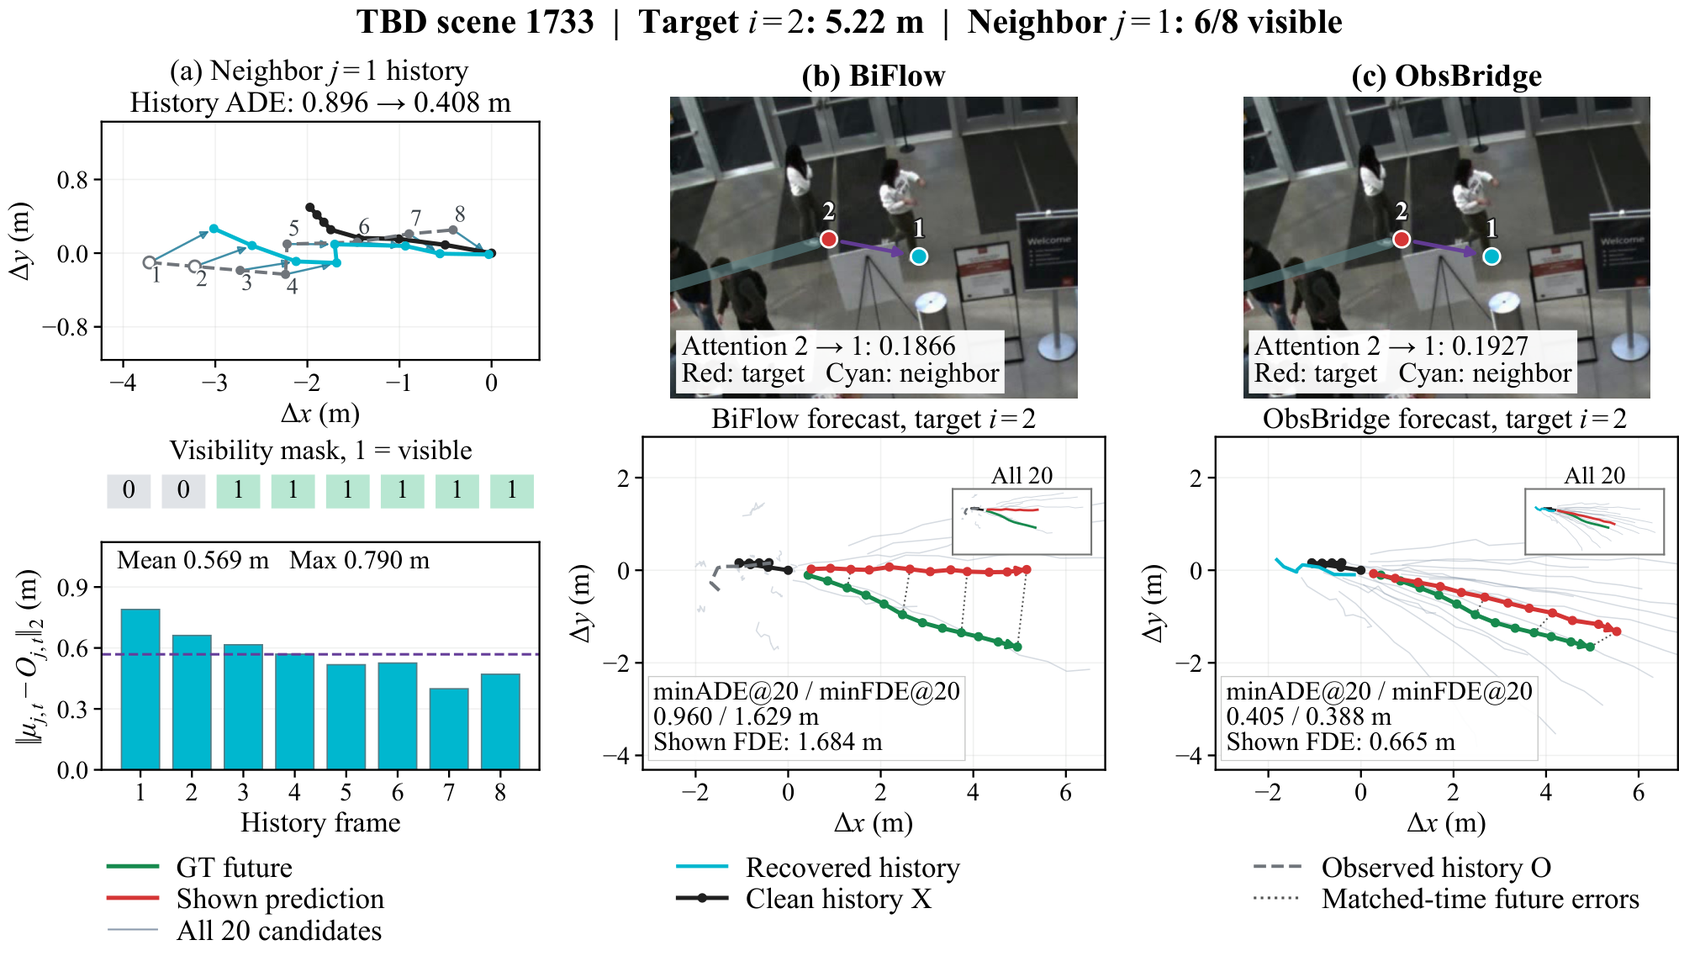 TBD scene 1733 | Target i=2: 5.22 m | Neighbor j=1: 6/8 visible
(a) Neighbor j=1 history
History ADE: 0.896 → 0.408 m
0.8
0.0
−0.8
Δy (m)
1
2
3
4
5
6
7
8
−4
−3
−2
−1
0
Δx (m)
Visibility mask, 1 = visible
0 0 1 1 1 1 1 1
Mean 0.569 m Max 0.790 m
0.9
0.6
0.3
0.0
‖μj,t − Oj,t‖2 (m)
1 2 3 4 5 6 7 8
History frame
(b) BiFlow
2
1
Welcome
Attention 2 → 1: 0.1866
Red: target Cyan: neighbor
BiFlow forecast, target i=2
All 20
2
0
−2
−4
Δy (m)
minADE@20 / minFDE@20
0.960 / 1.629 m
Shown FDE: 1.684 m
−2 0 2 4 6
Δx (m)
(c) ObsBridge
2
1
Welcome
Attention 2 → 1: 0.1927
Red: target Cyan: neighbor
ObsBridge forecast, target i=2
All 20
2
0
−2
−4
Δy (m)
minADE@20 / minFDE@20
0.405 / 0.388 m
Shown FDE: 0.665 m
−2 0 2 4 6
Δx (m)
GT future
Shown prediction
All 20 candidates
Recovered history
Clean history X
Observed history O
Matched-time future errors